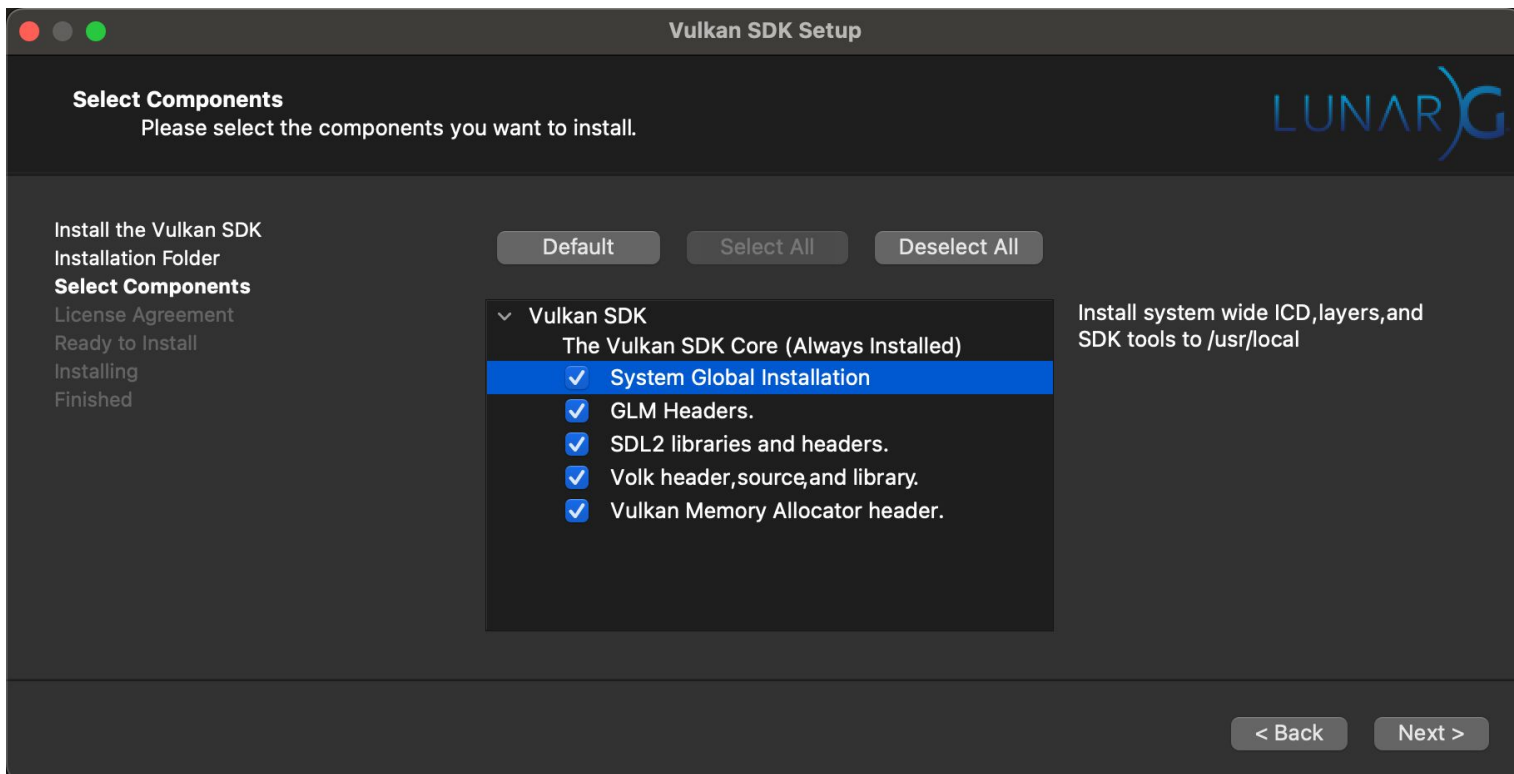 Vulkan SDK Setup
Select Components
Please select the components you want to install.
LUNAR)G
Install the Vulkan SDK
Installation Folder
Select Components
License Agreement
Ready to Install
Installing
Finished
Default
Select All
Deselect All
Vulkan SDK
The Vulkan SDK Core (Always Installed)
System Global Installation
GLM Headers.
SDL2 libraries and headers.
Volk header,source,and library.
Vulkan Memory Allocator header.
Install system wide ICD,layers,and
SDK tools to /usr/local
< Back
Next >